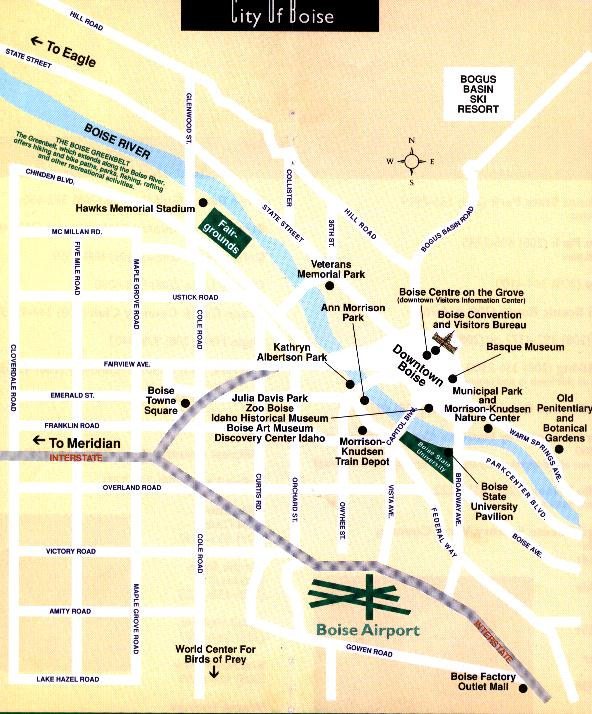 City Of Boise
HILL ROAD
← To Eagle
STATE STREET
BOGUS
BASIN
SKI
RESORT
GLENWOOD ST.
BOISE RIVER
THE BOISE GREENBELT
The Greenbelt, which extends along the Boise River,
offers hiking and bike paths, parks, fishing, rafting
and other recreational activities.
N
W
E
S
CHINDEN BLVD.
COLLISTER
Hawks Memorial Stadium
Fair-
grounds
STATE STREET
36TH ST.
HILL ROAD
BOGUS BASIN ROAD
MC MILLAN RD.
FIVE MILE ROAD
MAPLE GROVE ROAD
Veterans
Memorial Park
USTICK ROAD
COLE ROAD
Ann Morrison
Park
Boise Centre on the Grove
(downtown Visitors Information Center)
Boise Convention
and Visitors Bureau
Basque Museum
Kathryn
Albertson Park
Downtown
Boise
CLOVERDALE ROAD
FAIRVIEW AVE.
EMERALD ST.
Boise
Towne
Square
Julia Davis Park
Zoo Boise
Idaho Historical Museum
Boise Art Museum
Discovery Center Idaho
Municipal Park
and
Morrison-Knudsen
Nature Center
Old
Penitentiary
and
Botanical
Gardens
FRANKLIN ROAD
← To Meridian
INTERSTATE
Morrison-
Knudsen
Train Depot
CAPITOL BLVD.
Boise State
University
WARM SPRINGS AVE.
PARKCENTER BLVD.
OVERLAND ROAD
CURTIS RD.
ORCHARD ST.
OWYHEE ST.
VISTA AVE.
FEDERAL WAY
BROADWAY AVE.
Boise
State
University
Pavilion
BOISE AVE.
VICTORY ROAD
COLE ROAD
MAPLE GROVE ROAD
AMITY ROAD
Boise Airport
INTERSTATE
GOWEN ROAD
World Center For
Birds of Prey
↓
LAKE HAZEL ROAD
Boise Factory
Outlet Mall